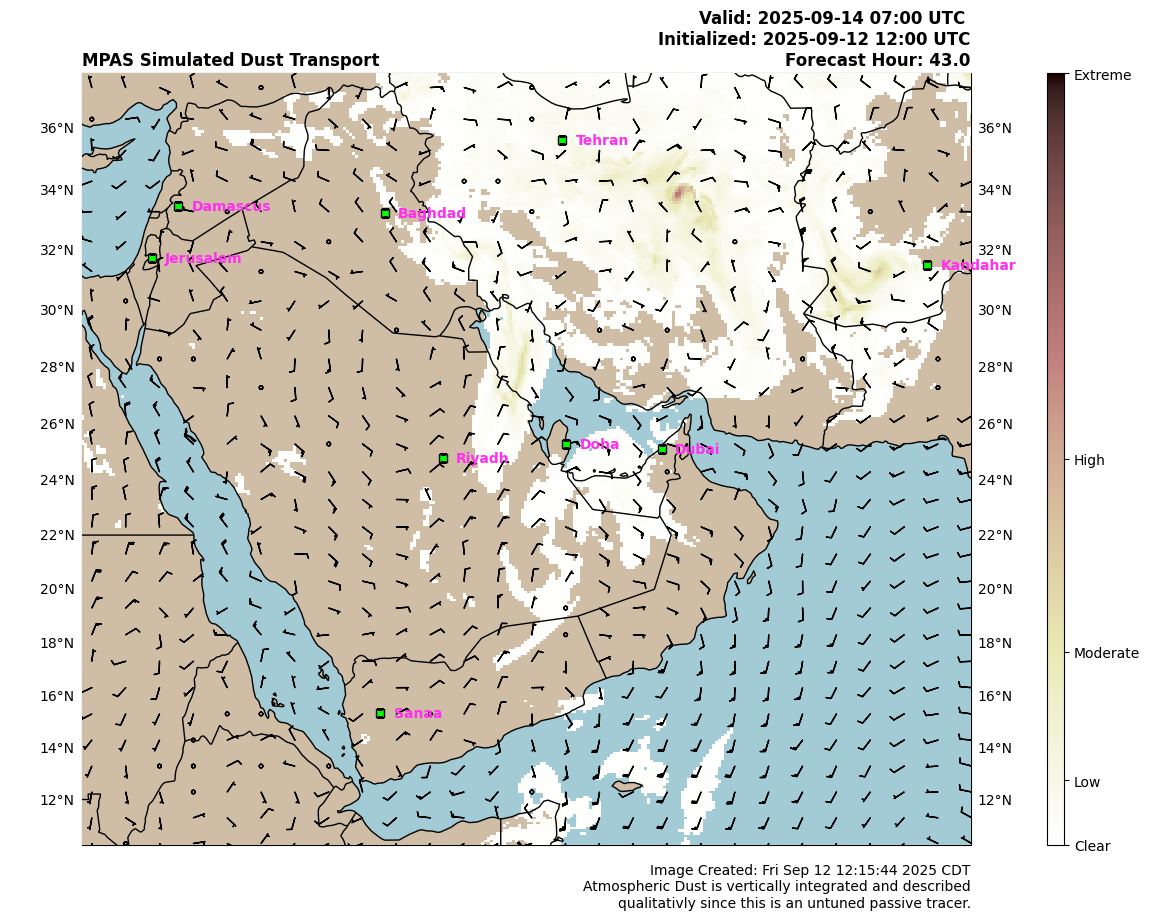 Valid: 2025-09-14 07:00 UTC
Initialized: 2025-09-12 12:00 UTC
MPAS Simulated Dust Transport Forecast Hour: 43.0
Extreme
36°N Tehran 36°N
34°N Damascus Baghdad 34°N
32°N Jerusalem Kandahar 32°N
30°N 30°N
28°N 28°N
26°N Doha Dubai 26°N
Riyadh High
24°N 24°N
22°N 22°N
20°N 20°N
18°N 18°N Moderate
16°N Sanaa 16°N
14°N 14°N
12°N 12°N Low
Clear
Image Created: Fri Sep 12 12:15:44 2025 CDT
Atmospheric Dust is vertically integrated and described
qualitativly since this is an untuned passive tracer.